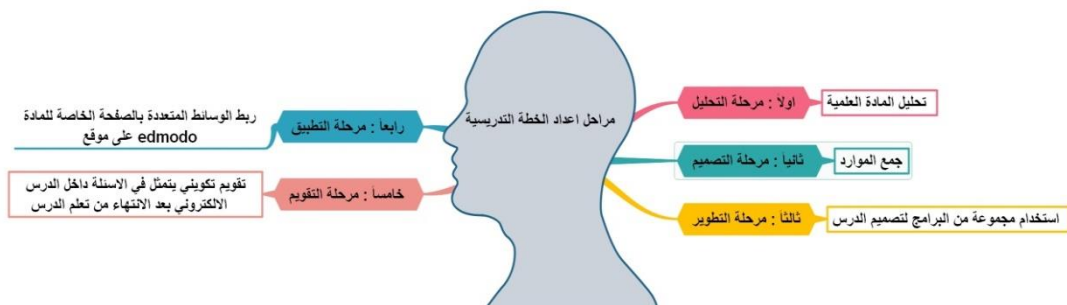 مراحل اعداد الخطة التدريسية
اولاً : مرحلة التحليل
تحليل المادة العلمية
ثانياً : مرحلة التصميم
جمع الموارد
ثالثاً : مرحلة التطوير
استخدام مجموعة من البرامج لتصميم الدرس
رابعاً : مرحلة التطبيق
ربط الوسائط المتعددة بالصفحة الخاصة للمادة
على موقع edmodo
خامساً : مرحلة التقويم
تقويم تكويني يتمثل في الاسئلة داخل الدرس
الالكتروني بعد الانتهاء من تعلم الدرس